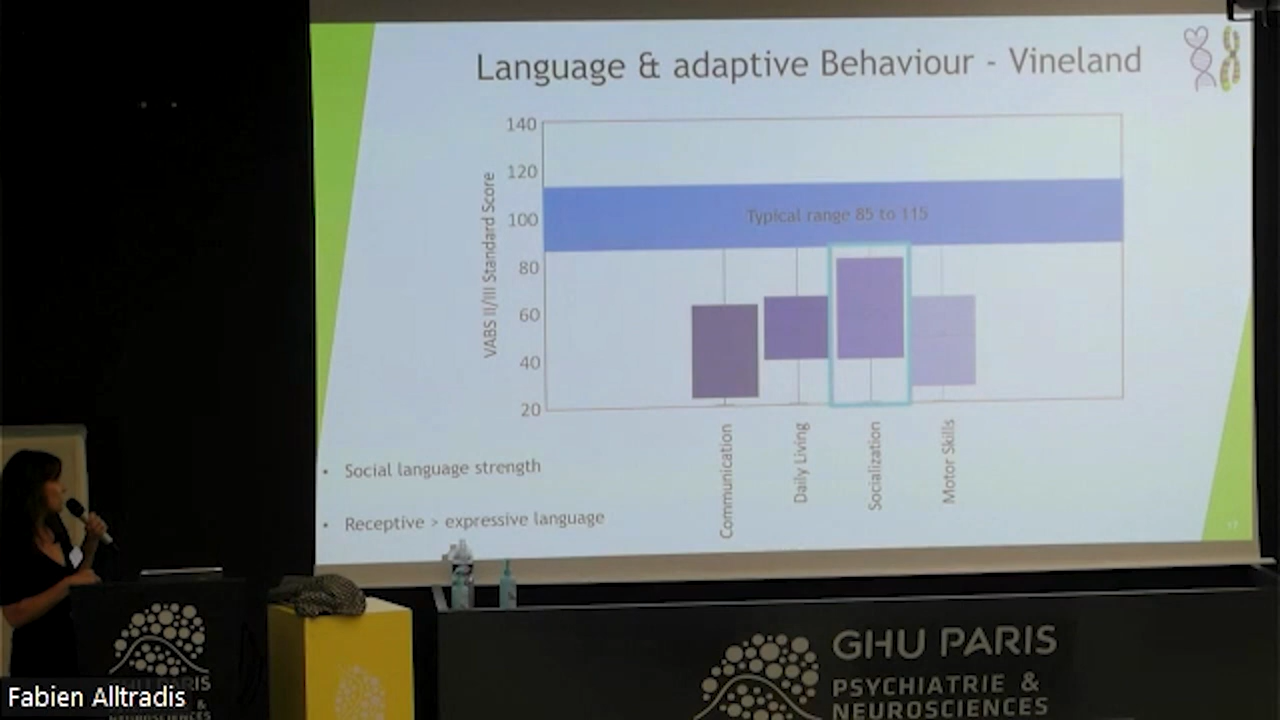 Language & adaptive Behaviour - Vineland
VABS II/III Standard Score
140
120
100
80
60
40
20
Typical range 85 to 115
Communication
Daily Living
Socialization
Motor Skills
• Social language strength
• Receptive > expressive language
17
GHU PARIS
PSYCHIATRIE &
NEUROSCIENCES
Fabien Alltradis